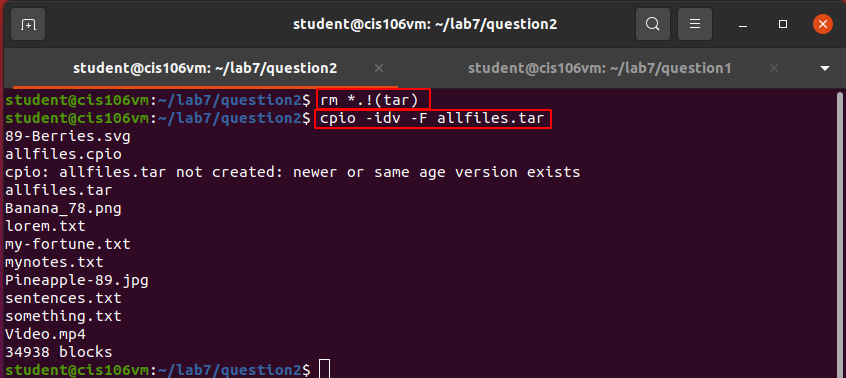 student@cis106vm: ~/lab7/question2
student@cis106vm: ~/lab7/question2 × student@cis106vm: ~/lab7/question1 ×
student@cis106vm:~/lab7/question2$ rm *.!(tar)
student@cis106vm:~/lab7/question2$ cpio -idv -F allfiles.tar
89-Berries.svg
allfiles.cpio
cpio: allfiles.tar not created: newer or same age version exists
allfiles.tar
Banana_78.png
lorem.txt
my-fortune.txt
mynotes.txt
Pineapple-89.jpg
sentences.txt
something.txt
Video.mp4
34938 blocks
student@cis106vm:~/lab7/question2$